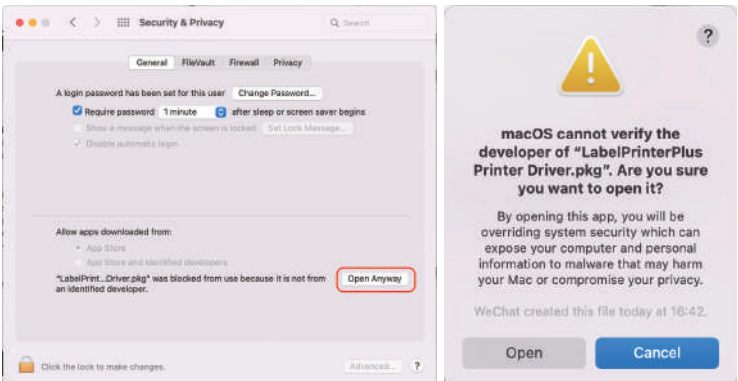 Security & Privacy
Search
General FileVault Firewall Privacy
A login password has been set for this user Change Password...
Require password 1 minute after sleep or screen saver begins
Show a message when the screen is locked Set Lock Message...
Disable automatic login
Allow apps downloaded from:
App Store
App Store and identified developers
"LabelPrint...Driver.pkg" was blocked from use because it is not from
an identified developer.
Open Anyway
Click the lock to make changes.
Advanced...
?
?
macOS cannot verify the
developer of “LabelPrinterPlus
Printer Driver.pkg”. Are you sure
you want to open it?
By opening this app, you will be
overriding system security which can
expose your computer and personal
information to malware that may harm
your Mac or compromise your privacy.
WeChat created this file today at 16:42.
Open
Cancel